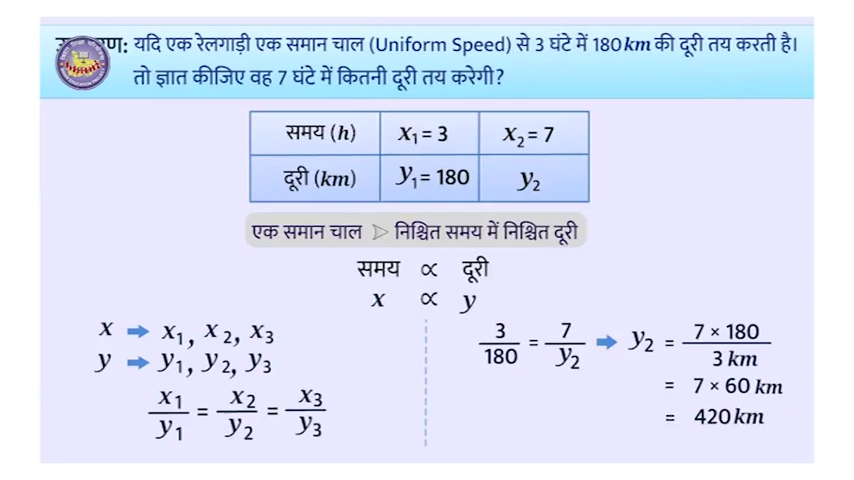 यदि एक रेलगाड़ी एक समान चाल (Uniform Speed) से 3 घंटे में 180 km की दूरी तय करती है।
तो ज्ञात कीजिए वह 7 घंटे में कितनी दूरी तय करेगी?
समय (h) x₁ = 3 x₂ = 7
दूरी (km) y₁ = 180 y₂
एक समान चाल ➢ निश्चित समय में निश्चित दूरी
समय ∝ दूरी
x ∝ y
x ➡ x₁, x₂, x₃
y ➡ y₁, y₂, y₃
x₁/y₁ = x₂/y₂ = x₃/y₃
3/180 = 7/y₂ ➡ y₂ = 7 × 180/3 km
= 7 × 60 km
= 420 km